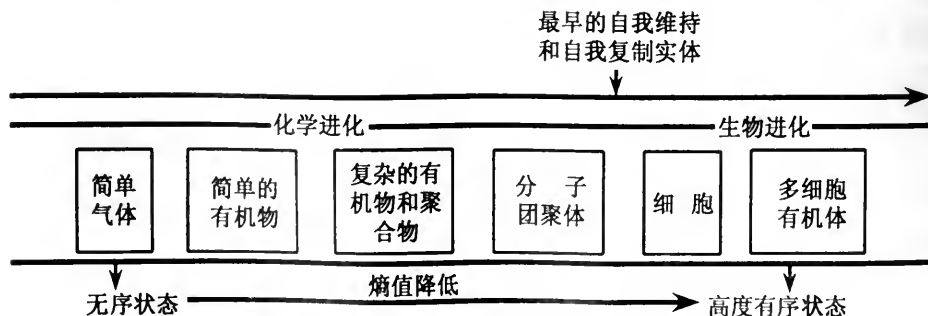 最早的自我维持
和自我复制实体
化学进化
生物进化
简单
气体
简单的
有机物
复杂的有
机物和聚
合物
分 子
团聚体
细 胞
多细胞
有机体
熵值降低
无序状态
高度有序状态